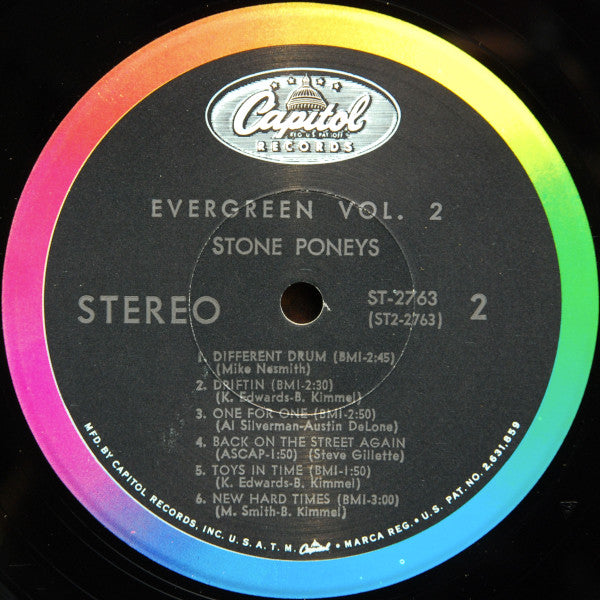 Capitol
REG. U.S. PAT. OFF.
RECORDS
EVERGREEN VOL. 2
STONE PONEYS
STEREO
ST-2763
(ST2-2763)
2
1. DIFFERENT DRUM (BMI-2:45)
(Mike Nesmith)
2. DRIFTIN (BMI-2:30)
(K. Edwards-B. Kimmel)
3. ONE FOR ONE (BMI-2:50)
(Al Silverman-Austin DeLone)
4. BACK ON THE STREET AGAIN
(ASCAP-1:50) (Steve Gillette)
5. TOYS IN TIME (BMI-1:50)
(K. Edwards-B. Kimmel)
6. NEW HARD TIMES (BMI-3:00)
(M. Smith-B. Kimmel)
MFD. BY CAPITOL RECORDS, INC. U. S. A. T. M. Capitol • MARCA REG. • U. S. PAT. NO. 2,631,859